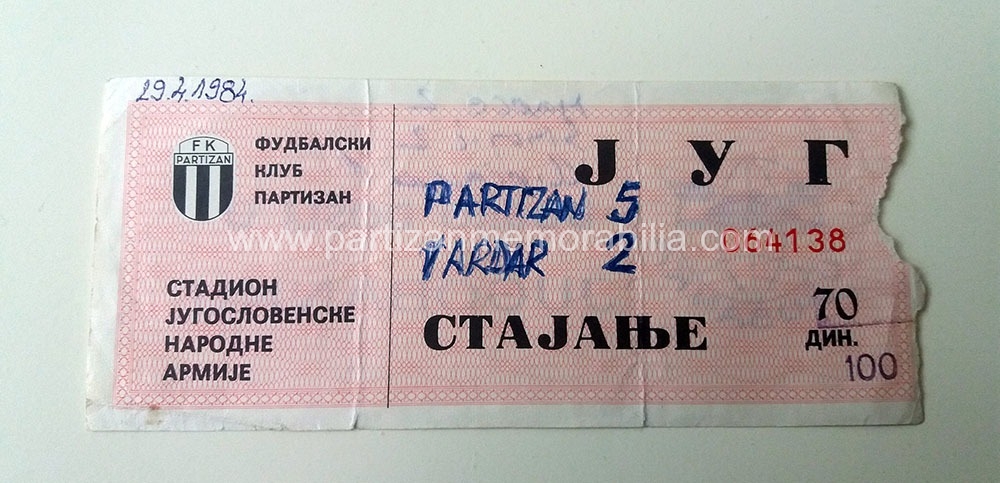 29.4.1984.
FK
PARTIZAN
ФУДБАЛСКИ
КЛУБ
ПАРТИЗАН
СТАДИОН
ЈУГОСЛОВЕНСКЕ
НАРОДНЕ
АРМИЈЕ
ЈУГ
PARTIZAN 5
www.partizanmemorabilia.com
064138
VARDAR 2
СТАЈАЊЕ
70
ДИН.
100